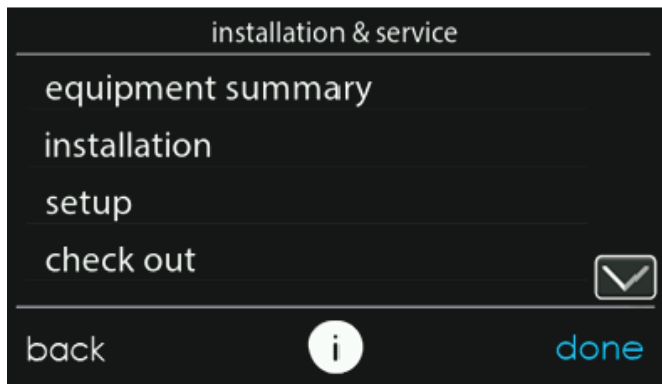 installation & service
equipment summary
installation
setup
check out
back i done